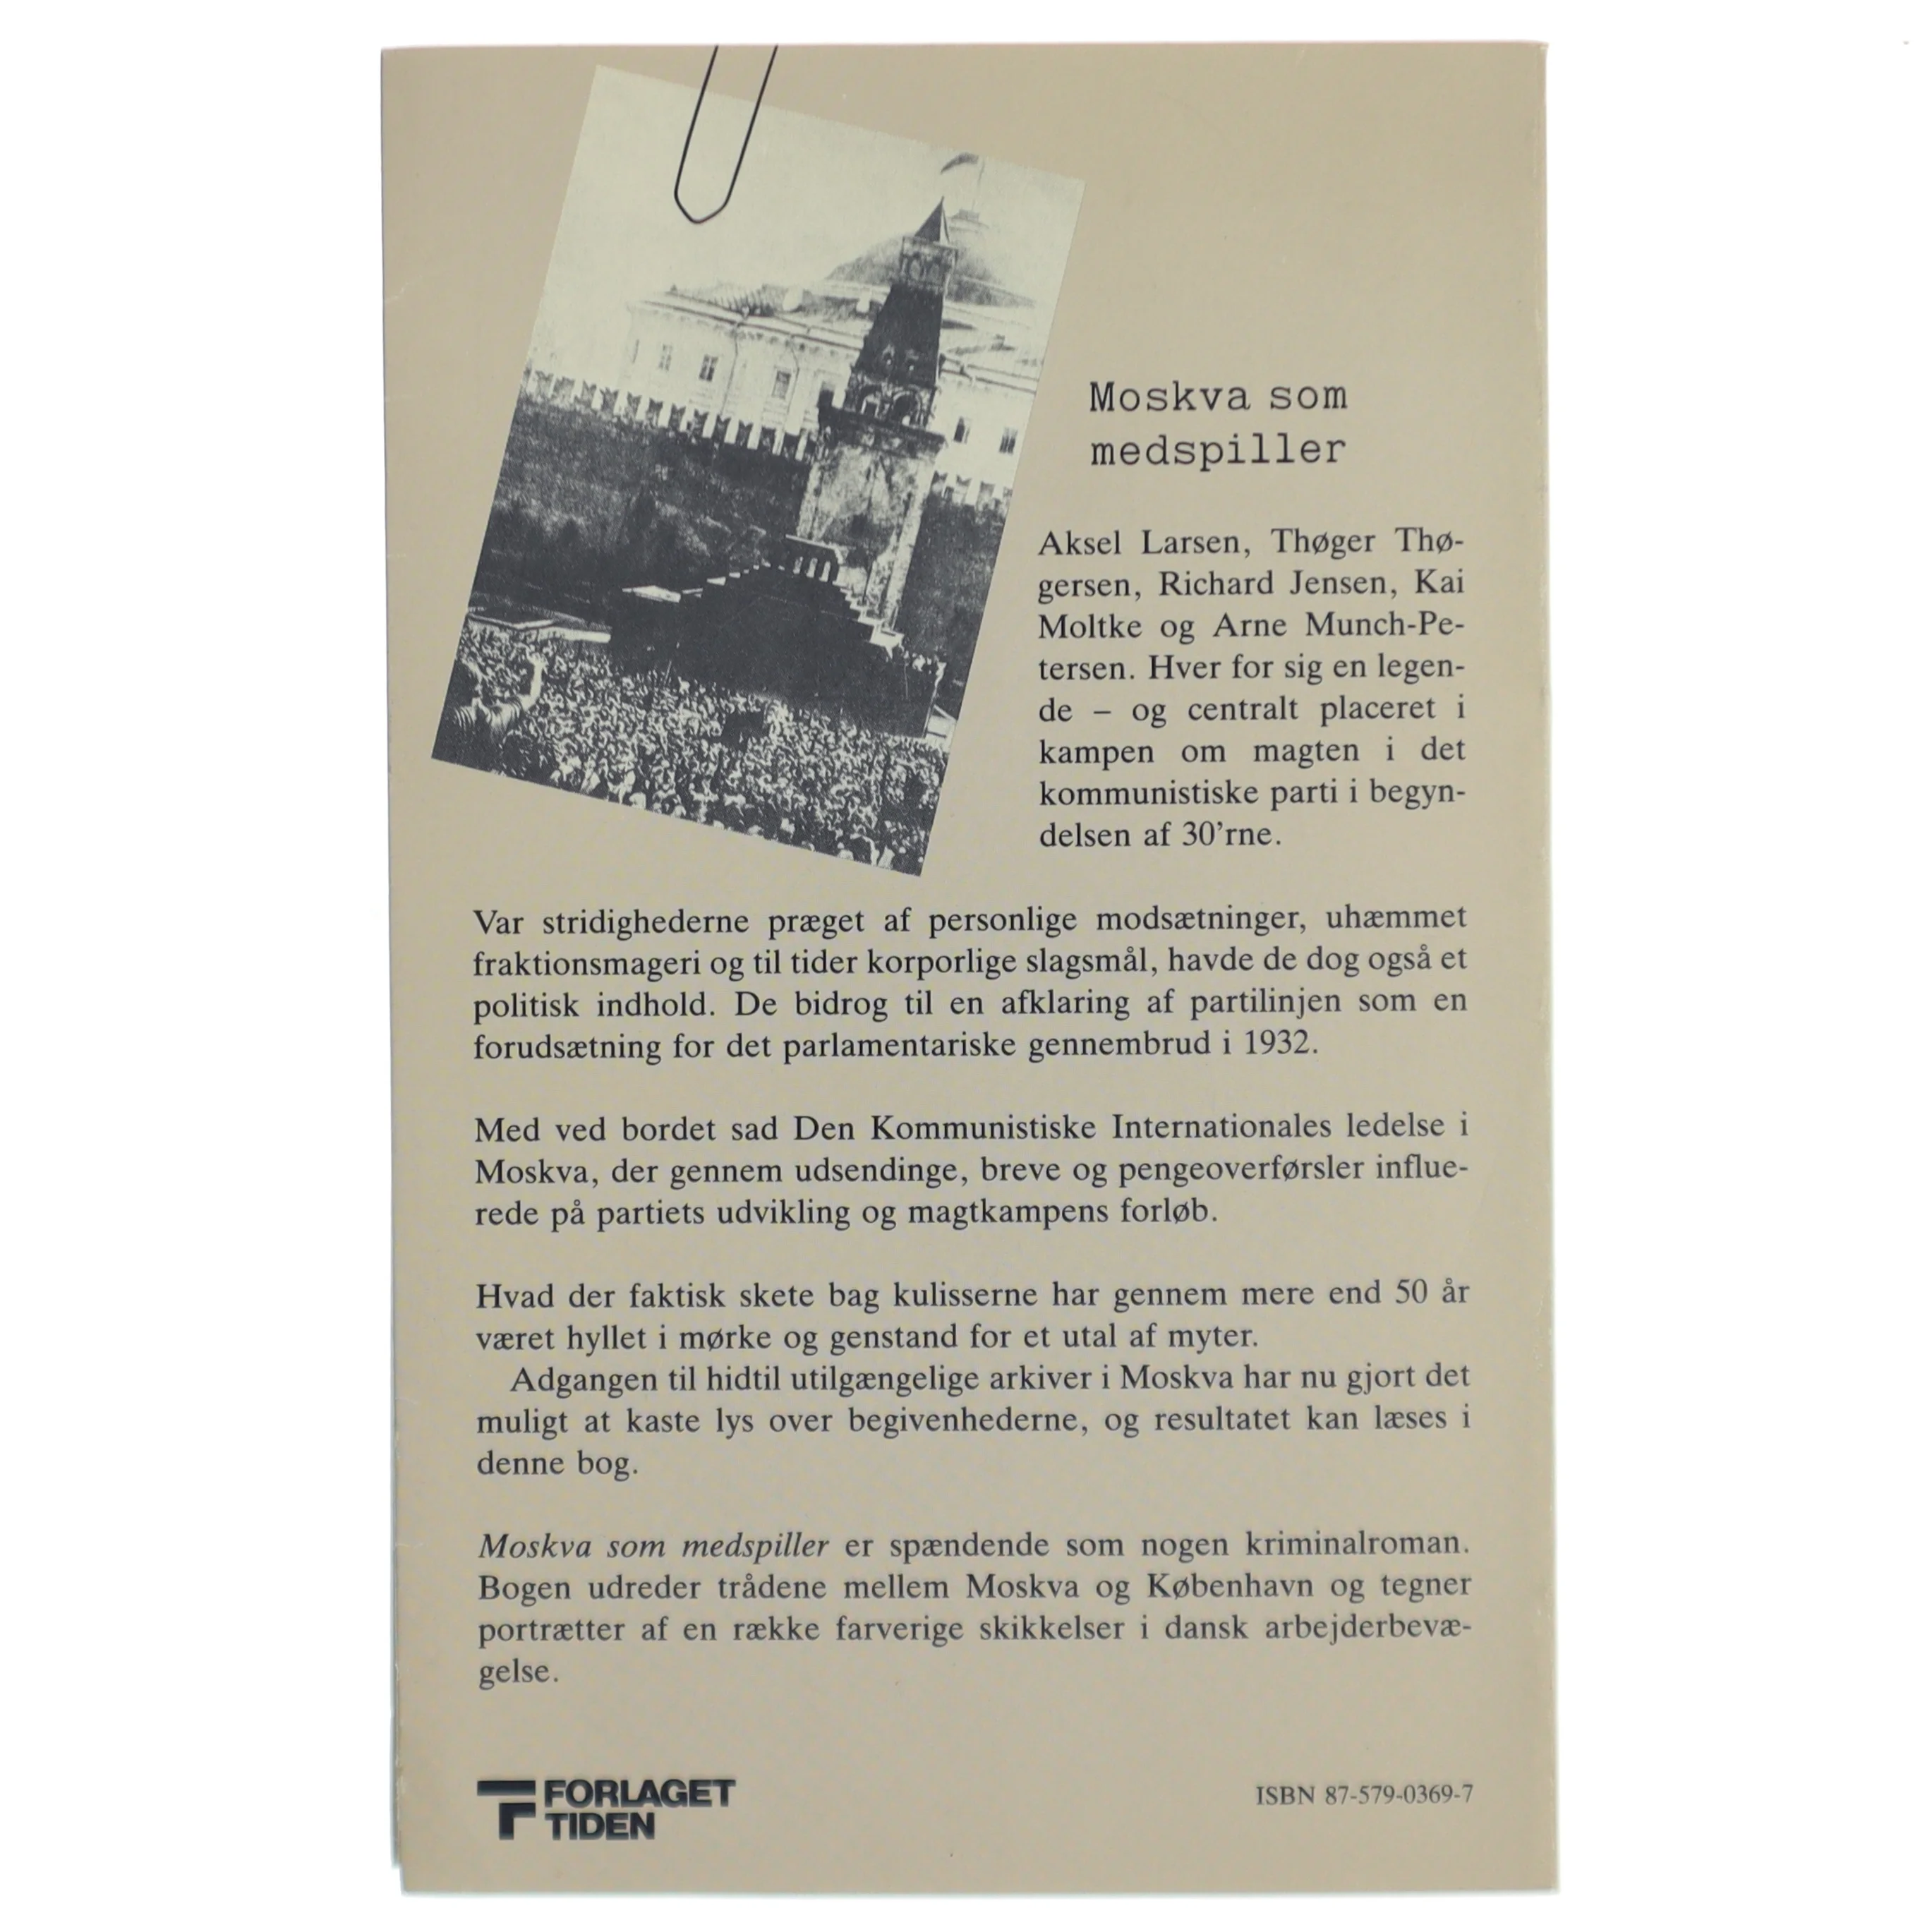 Moskva som
medspiller
Aksel Larsen, Thøger Thø-
gersen, Richard Jensen, Kai
Moltke og Arne Munch-Pe-
tersen. Hver for sig en legen-
de – og centralt placeret i
kampen om magten i det
kommunistiske parti i begyn-
delsen af 30'rne.
Var stridighederne præget af personlige modsætninger, uhæmmet
fraktionsmageri og til tider korporlige slagsmål, havde de dog også et
politisk indhold. De bidrog til en afklaring af partilinjen som en
forudsætning for det parlamentariske gennembrud i 1932.
Med ved bordet sad Den Kommunistiske Internationales ledelse i
Moskva, der gennem udsendinge, breve og pengeoverførsler influe-
rede på partiets udvikling og magtkampens forløb.
Hvad der faktisk skete bag kulisserne har gennem mere end 50 år
været hyllet i mørke og genstand for et utal af myter.
Adgangen til hidtil utilgængelige arkiver i Moskva har nu gjort det
muligt at kaste lys over begivenhederne, og resultatet kan læses i
denne bog.
Moskva som medspiller er spændende som nogen kriminalroman.
Bogen udreder trådene mellem Moskva og København og tegner
portrætter af en række farverige skikkelser i dansk arbejderbevæ-
gelse.
FORLAGET
TIDEN
ISBN 87-579-0369-7